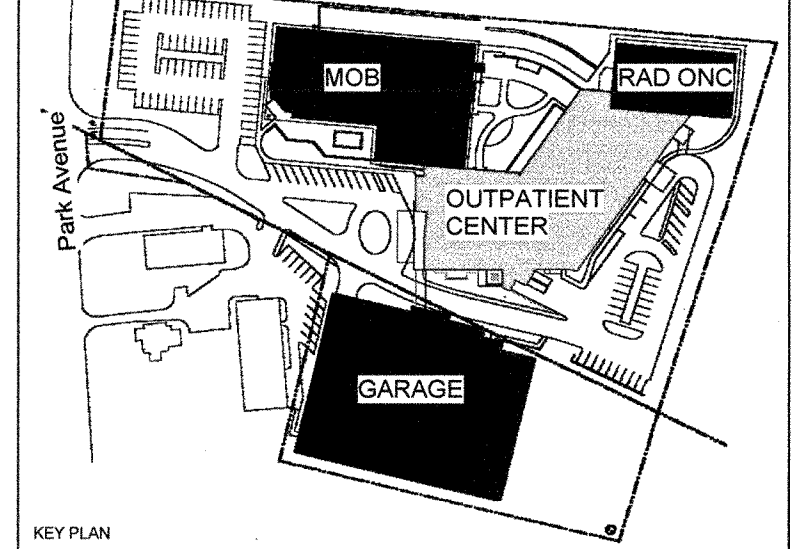 MOB
RAD ONC
Park Avenue'
OUTPATIENT
CENTER
GARAGE
KEY PLAN